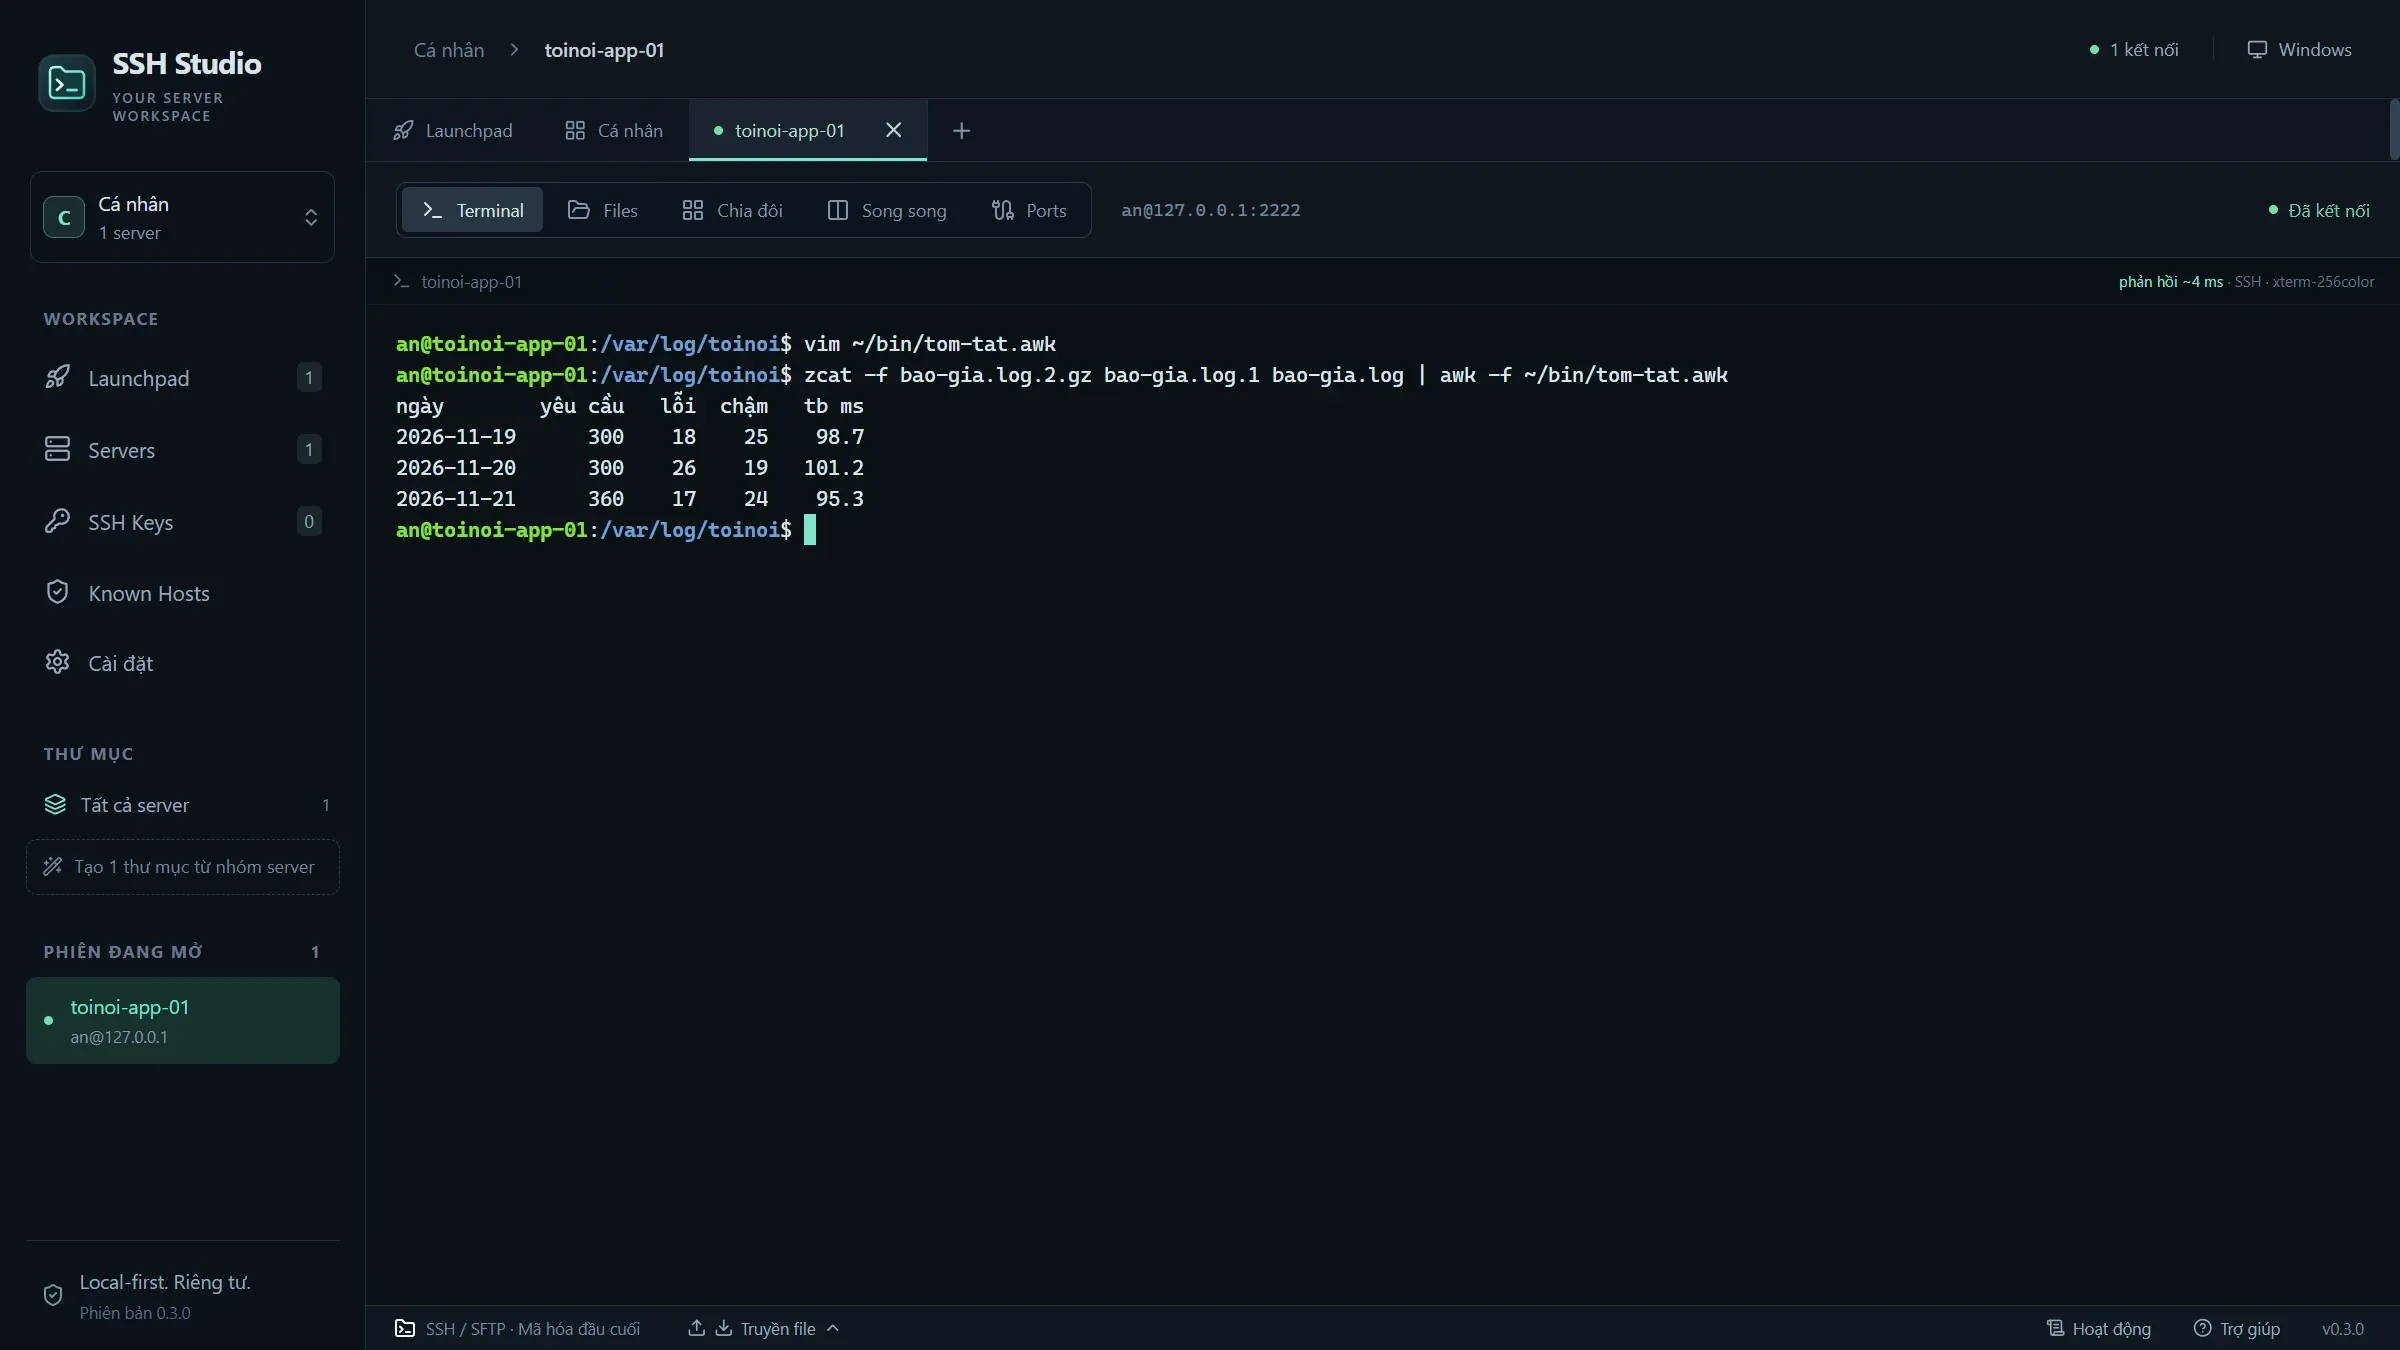 SSH Studio
YOUR SERVER
WORKSPACE
C
Cá nhân
1 server
WORKSPACE
Launchpad 1
Servers 1
SSH Keys 0
Known Hosts
Cài đặt
THƯ MỤC
Tất cả server 1
Tạo 1 thư mục từ nhóm server
PHIÊN ĐANG MỞ 1
toinoi-app-01
an@127.0.0.1
Local-first. Riêng tư.
Phiên bản 0.3.0
Cá nhân > toinoi-app-01
1 kết nối
Windows
Launchpad
Cá nhân
toinoi-app-01
Terminal
Files
Chia đôi
Song song
Ports
an@127.0.0.1:2222
Đã kết nối
toinoi-app-01
phản hồi ~4 ms · SSH · xterm-256color
an@toinoi-app-01:/var/log/toinoi$ vim ~/bin/tom-tat.awk
an@toinoi-app-01:/var/log/toinoi$ zcat -f bao-gia.log.2.gz bao-gia.log.1 bao-gia.log | awk -f ~/bin/tom-tat.awk
ngày yêu cầu lỗi chậm tb ms
2026-11-19 300 18 25 98.7
2026-11-20 300 26 19 101.2
2026-11-21 360 17 24 95.3
an@toinoi-app-01:/var/log/toinoi$
SSH / SFTP · Mã hóa đầu cuối
Truyền file
Hoạt động
Trợ giúp
v0.3.0